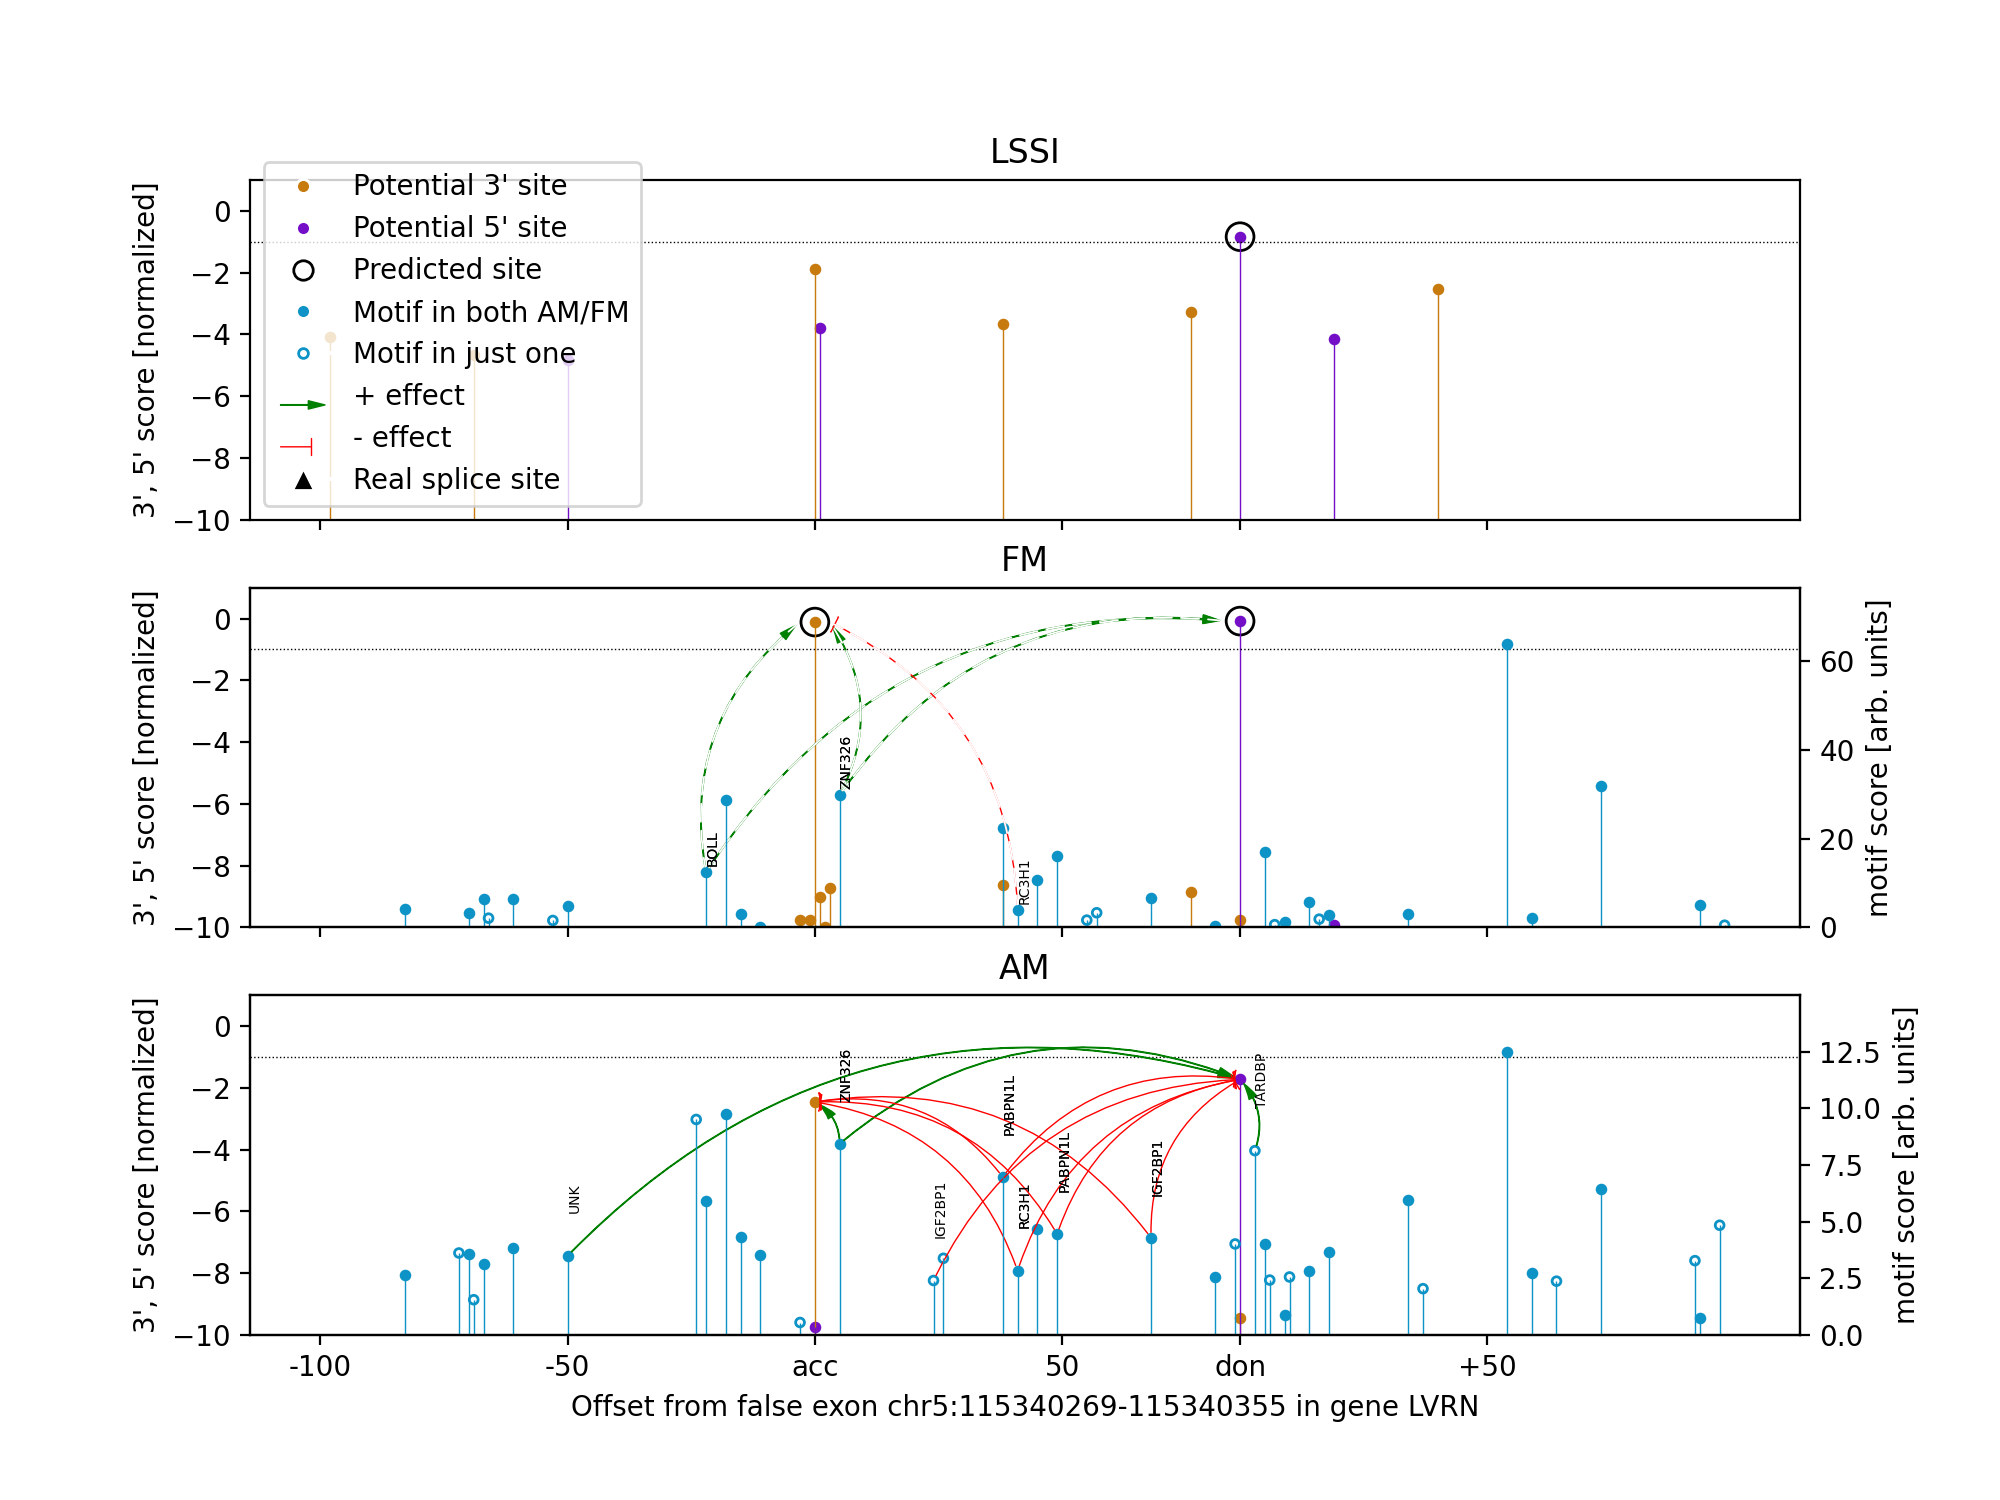 LSSI
3', 5' score [normalized]
0
−2
−4
−6
−8
−10
Potential 3' site
Potential 5' site
Predicted site
Motif in both AM/FM
Motif in just one
+ effect
- effect
Real splice site
FM
3', 5' score [normalized]
0
−2
−4
−6
−8
−10
BOLL
ZNF326
RC3H1
60
40
20
0
motif score [arb. units]
AM
3', 5' score [normalized]
0
−2
−4
−6
−8
−10
UNK
ZNF326
IGF2BP1
PABPN1L
RC3H1
PABPN1L
IGF2BP1
TARDBP
12.5
10.0
7.5
5.0
2.5
0.0
motif score [arb. units]
-100 -50 acc 50 don +50
Offset from false exon chr5:115340269-115340355 in gene LVRN